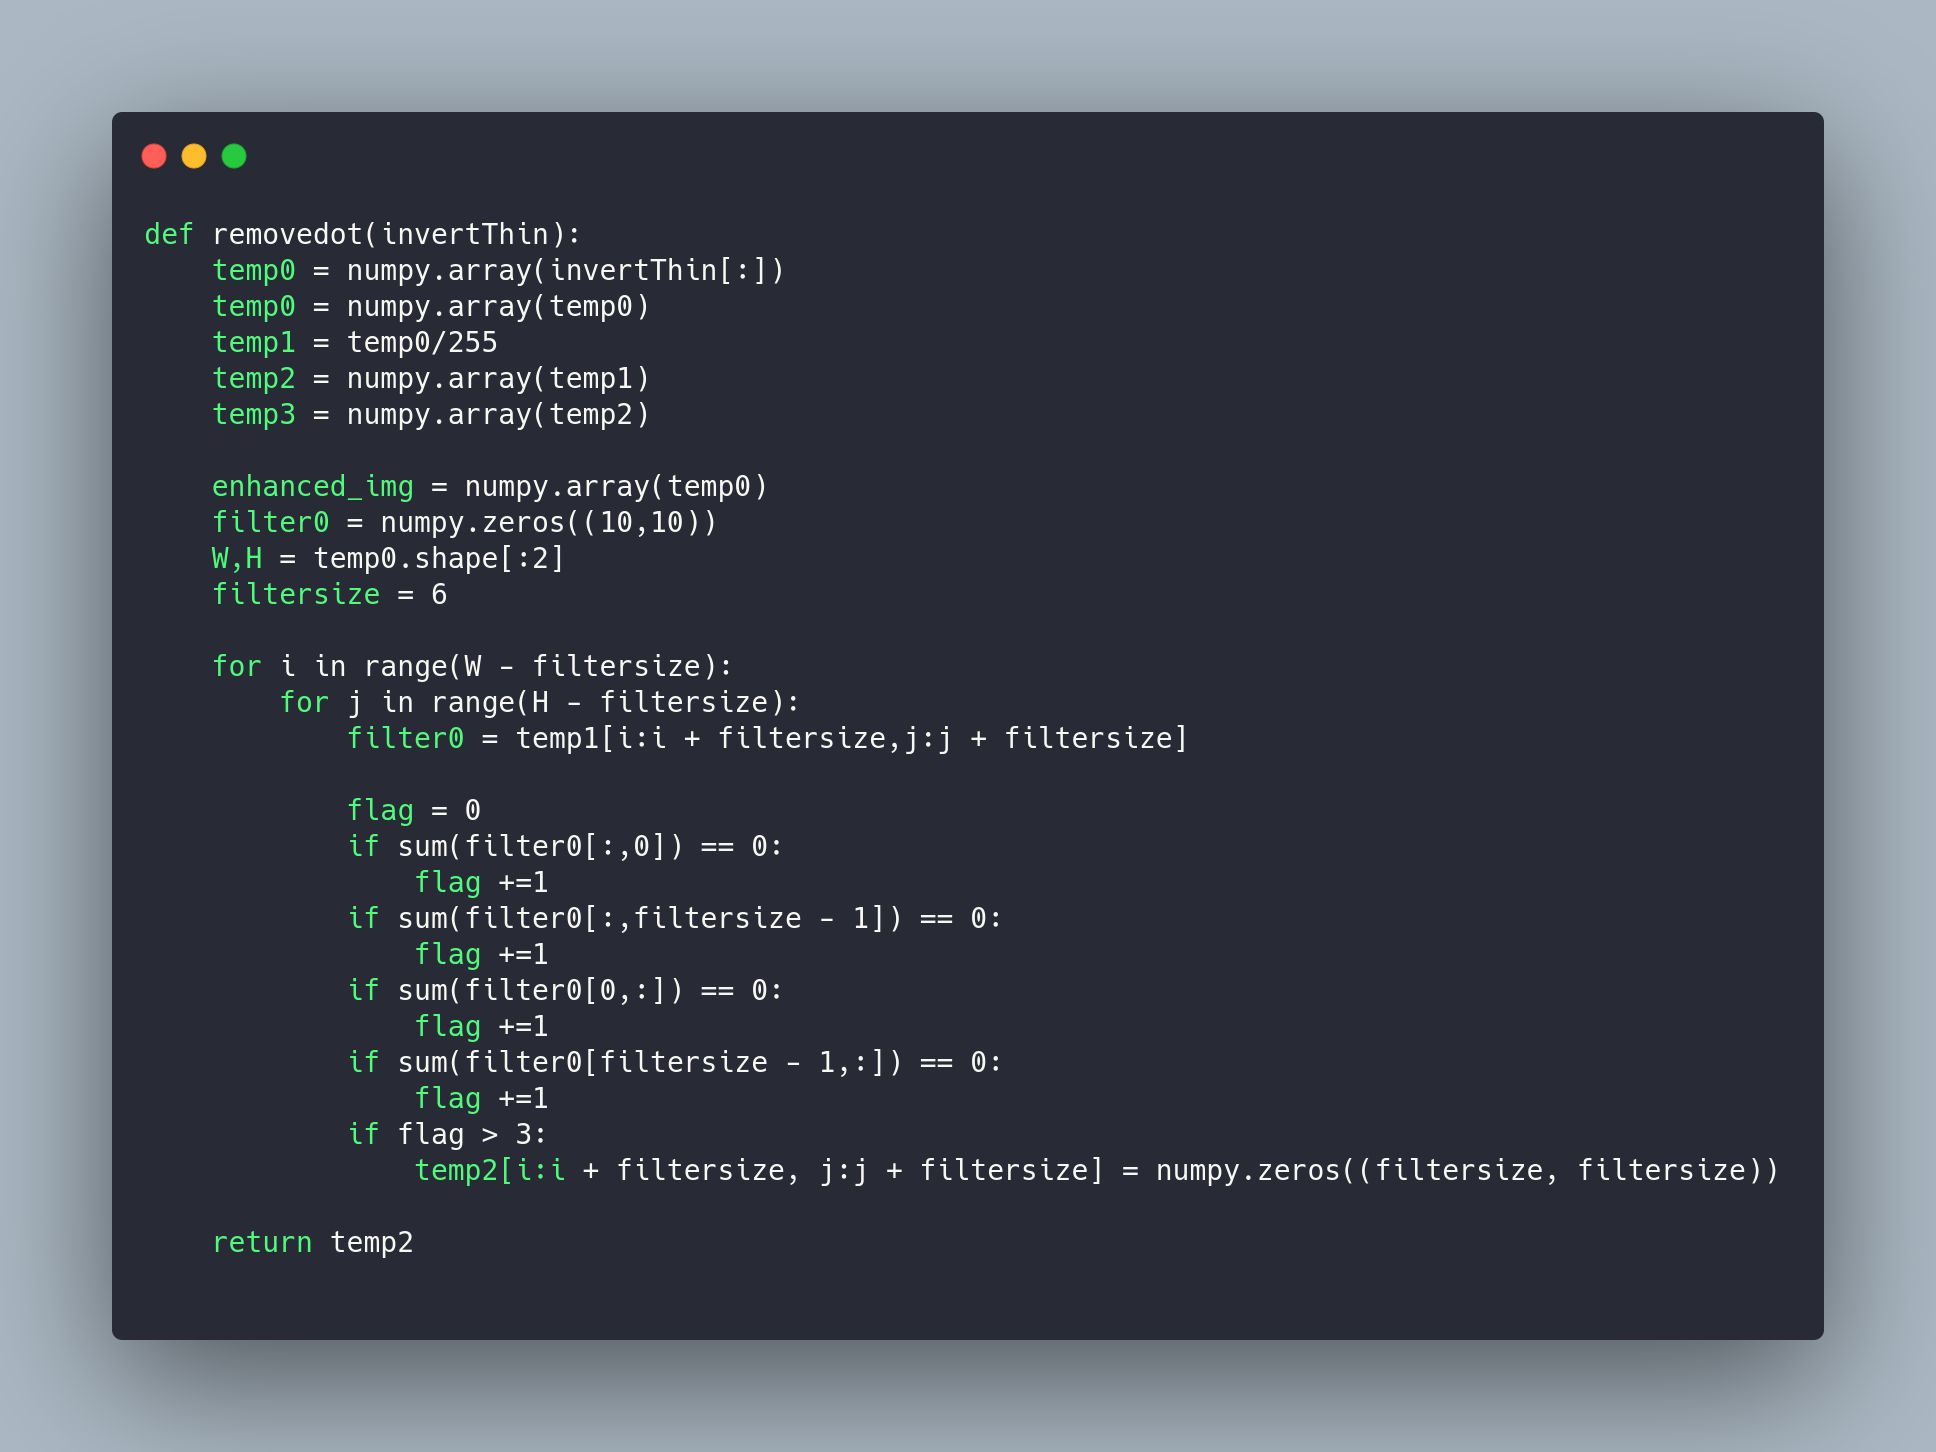 def removedot(invertThin):
    temp0 = numpy.array(invertThin[:])
    temp0 = numpy.array(temp0)
    temp1 = temp0/255
    temp2 = numpy.array(temp1)
    temp3 = numpy.array(temp2)

    enhanced_img = numpy.array(temp0)
    filter0 = numpy.zeros((10,10))
    W,H = temp0.shape[:2]
    filtersize = 6

    for i in range(W - filtersize):
        for j in range(H - filtersize):
            filter0 = temp1[i:i + filtersize,j:j + filtersize]

            flag = 0
            if sum(filter0[:,0]) == 0:
                flag +=1
            if sum(filter0[:,filtersize - 1]) == 0:
                flag +=1
            if sum(filter0[0,:]) == 0:
                flag +=1
            if sum(filter0[filtersize - 1,:]) == 0:
                flag +=1
            if flag > 3:
                temp2[i:i + filtersize, j:j + filtersize] = numpy.zeros((filtersize, filtersize))

    return temp2